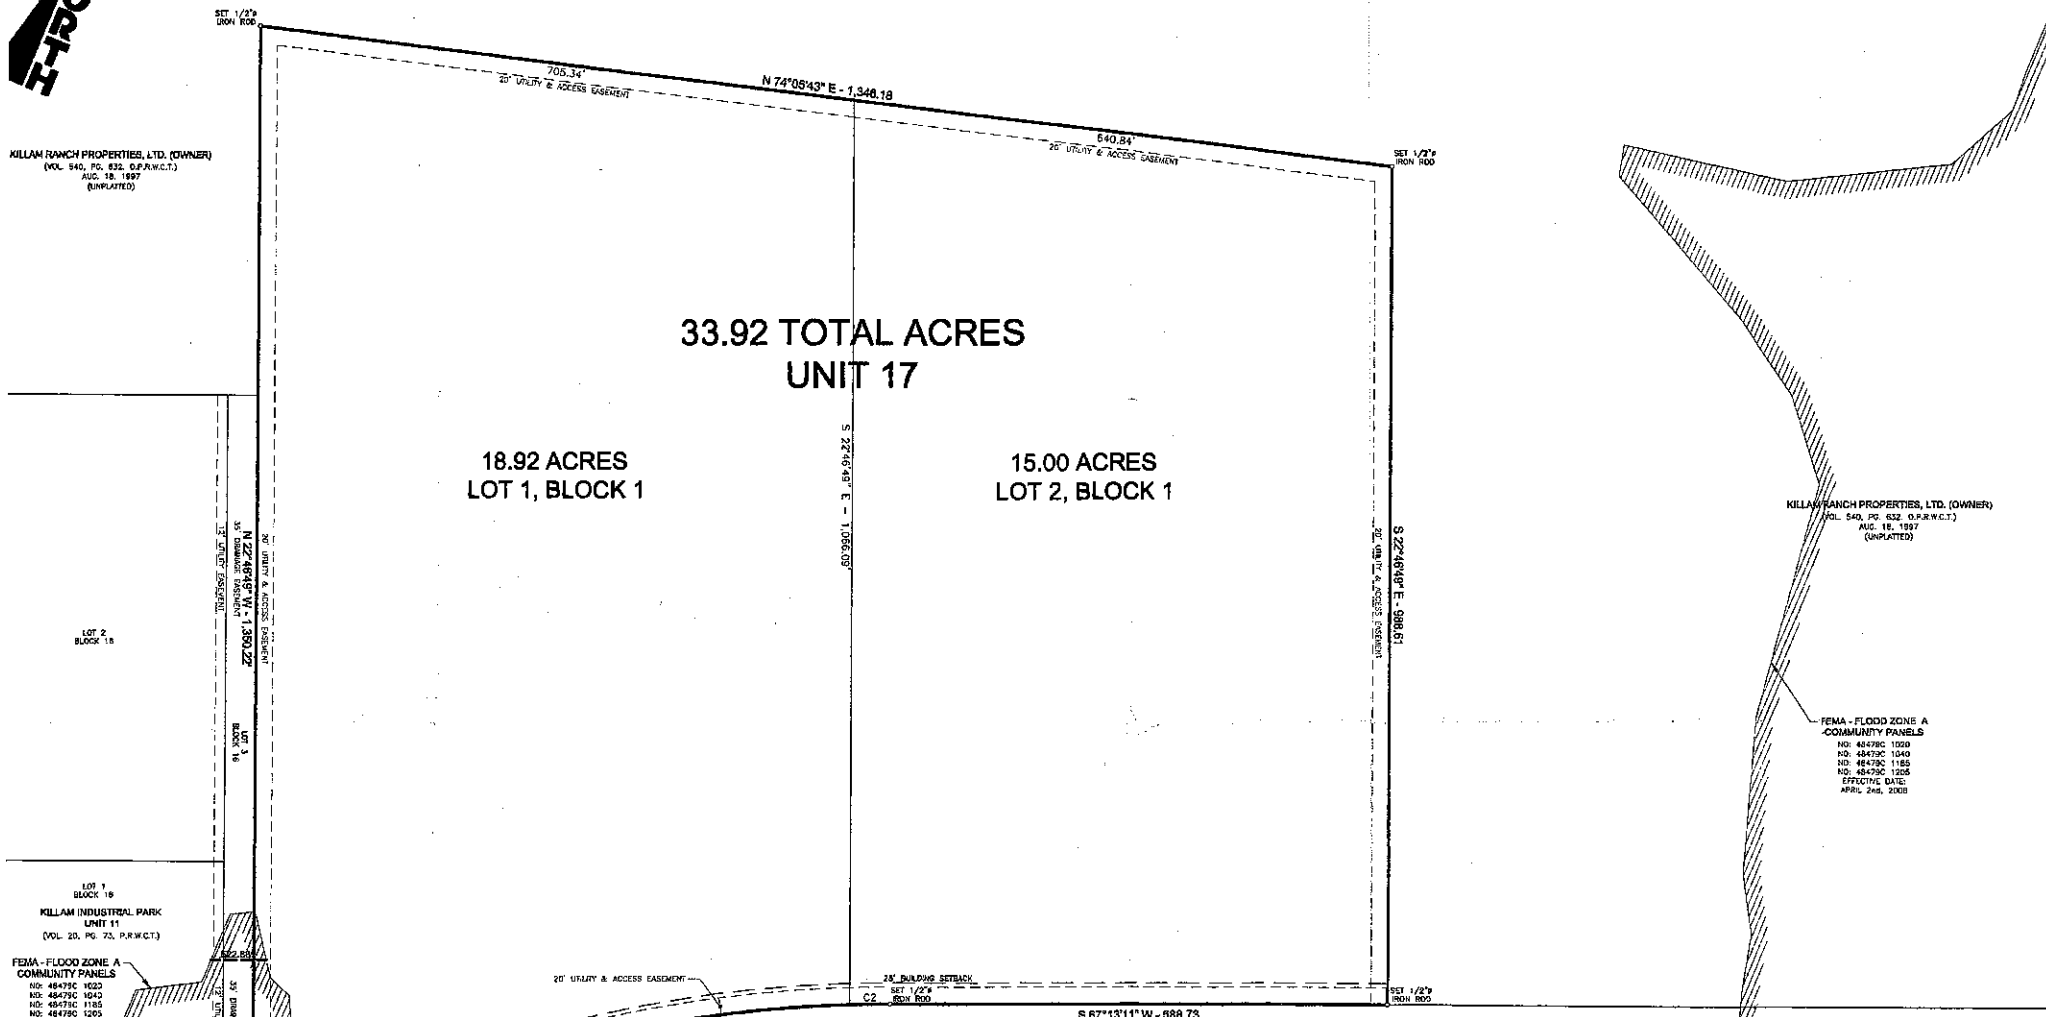 SET 1/2"ø
IRON ROD
705.34'
20' UTILITY & ACCESS EASEMENT
N 74°05'43" E - 1,346.18
640.84'
20' UTILITY & ACCESS EASEMENT
SET 1/2"ø
IRON ROD
KILLAM RANCH PROPERTIES, LTD. (OWNER)
(VOL. 540, PG. 632, O.P.R.W.C.T.)
AUG. 18, 1997
(UNPLATTED)
33.92 TOTAL ACRES
UNIT 17
18.92 ACRES
LOT 1, BLOCK 1
S 22°46'49" E - 1,066.09'
15.00 ACRES
LOT 2, BLOCK 1
20' UTILITY & ACCESS EASEMENT
N 22°46'49" W - 1,350.22'
35' DRAINAGE EASEMENT
12' UTILITY EASEMENT
20' UTILITY & ACCESS EASEMENT
S 22°46'49" E - 988.61
KILLAM RANCH PROPERTIES, LTD. (OWNER)
VOL. 540, PG. 632, O.P.R.W.C.T.)
AUG. 18, 1997
(UNPLATTED)
LOT 2
BLOCK 16
LOT 3
BLOCK 16
FEMA - FLOOD ZONE A
COMMUNITY PANELS
NO: 48479C 1020
NO: 48479C 1040
NO: 48479C 1185
NO: 48479C 1205
EFFECTIVE DATE:
APRIL 2nd, 2008
LOT 1
BLOCK 16
KILLAM INDUSTRIAL PARK
UNIT 11
(VOL. 20, PG. 73, P.R.W.C.T.)
FEMA - FLOOD ZONE A
COMMUNITY PANELS
NO: 48479C 1020
NO: 48479C 1040
NO: 48479C 1185
NO: 48479C 1205
35'
12'
20' UTILITY & ACCESS EASEMENT
25' BUILDING SETBACK
C2
SET 1/2"ø
IRON ROD
SET 1/2"ø
IRON ROD
S 67°13'11" W -